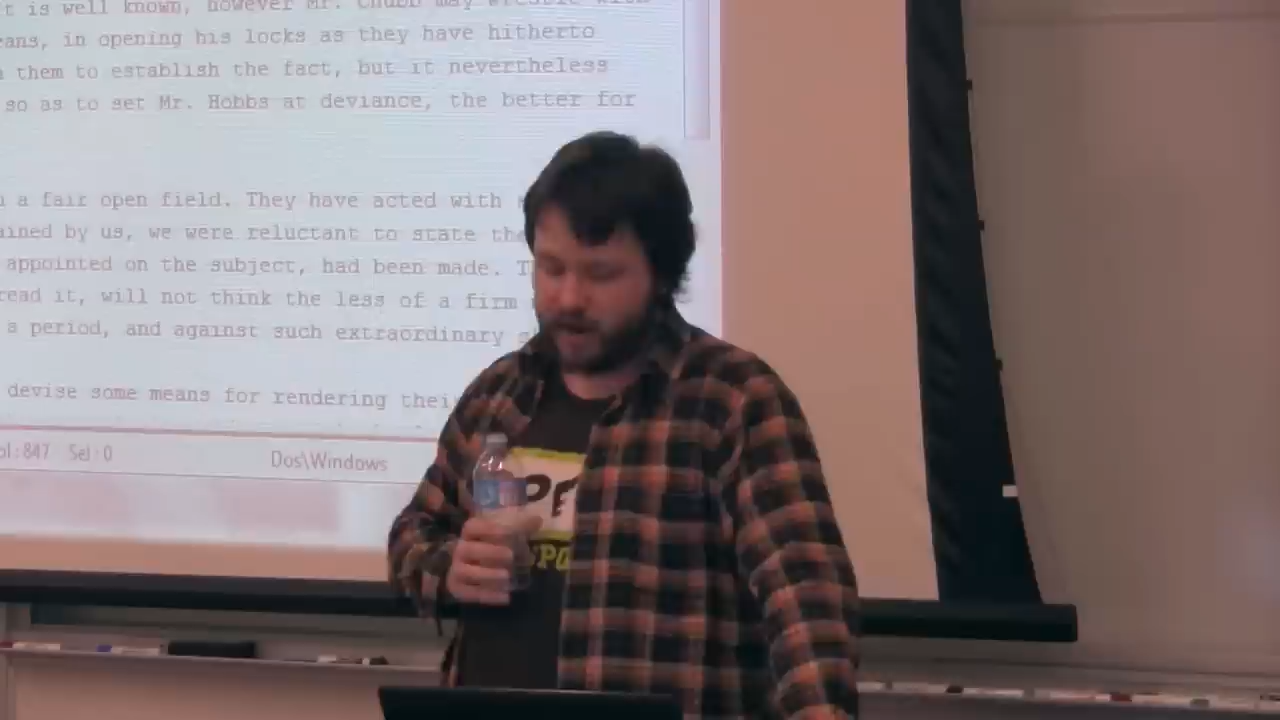 t is well known, however Mr. Chubb may
eans, in opening his locks as they have hitherto
them to establish the fact, but it nevertheless
so as to set Mr. Hobbs at deviance, the better for
a fair open field. They have acted with
ained by us, we were reluctant to state the
appointed on the subject, had been made. T
read it, will not think the less of a firm
s a period, and against such extraordinary
devise some means for rendering thei
ol:847 Sel:0
Dos\Windows
PE
SPO